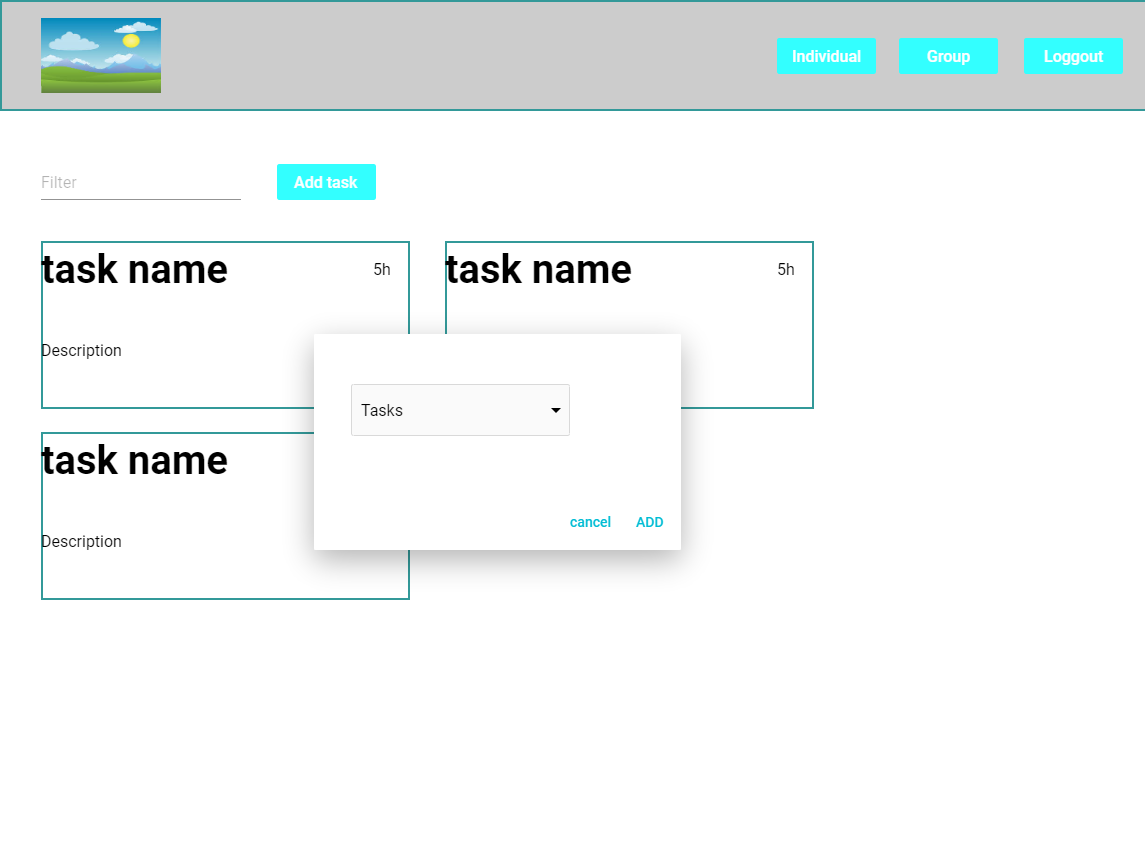 Individual
Group
Loggout
Filter
Add task
task name
5h
task name
5h
Description
Tasks
task name
cancel
ADD
Description